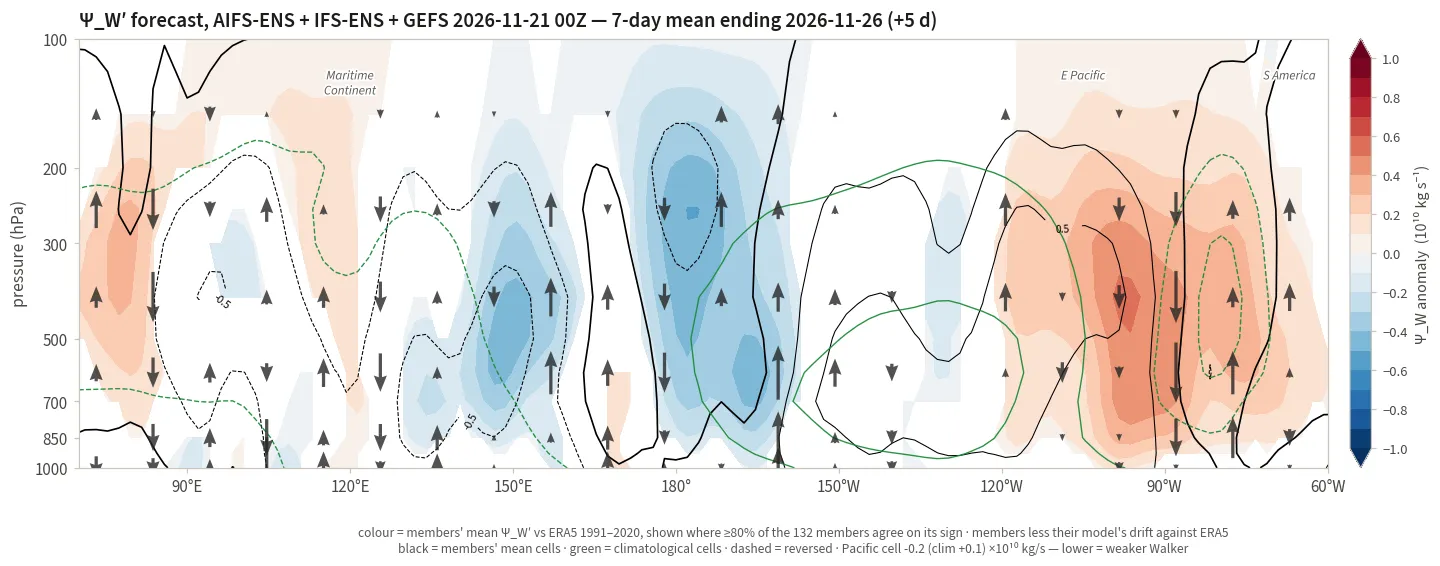 Ψ_W′ forecast, AIFS-ENS + IFS-ENS + GEFS 2026-11-21 00Z — 7-day mean ending 2026-11-26 (+5 d)
100
200
300
400
500
700
850
1000
pressure (hPa)
Maritime
Continent
E Pacific
S America
-0.5
-0.5
0.5
90°E
120°E
150°E
180°
150°W
120°W
90°W
60°W
1.0
0.8
0.6
0.4
0.2
0.0
−0.2
−0.4
−0.6
−0.8
−1.0
Ψ_W anomaly (10¹⁰ kg s⁻¹)
colour = members' mean Ψ_W′ vs ERA5 1991–2020, shown where ≥80% of the 132 members agree on its sign · members less their model's drift against ERA5
black = members' mean cells · green = climatological cells · dashed = reversed · Pacific cell -0.2 (clim +0.1) ×10¹⁰ kg/s — lower = weaker Walker